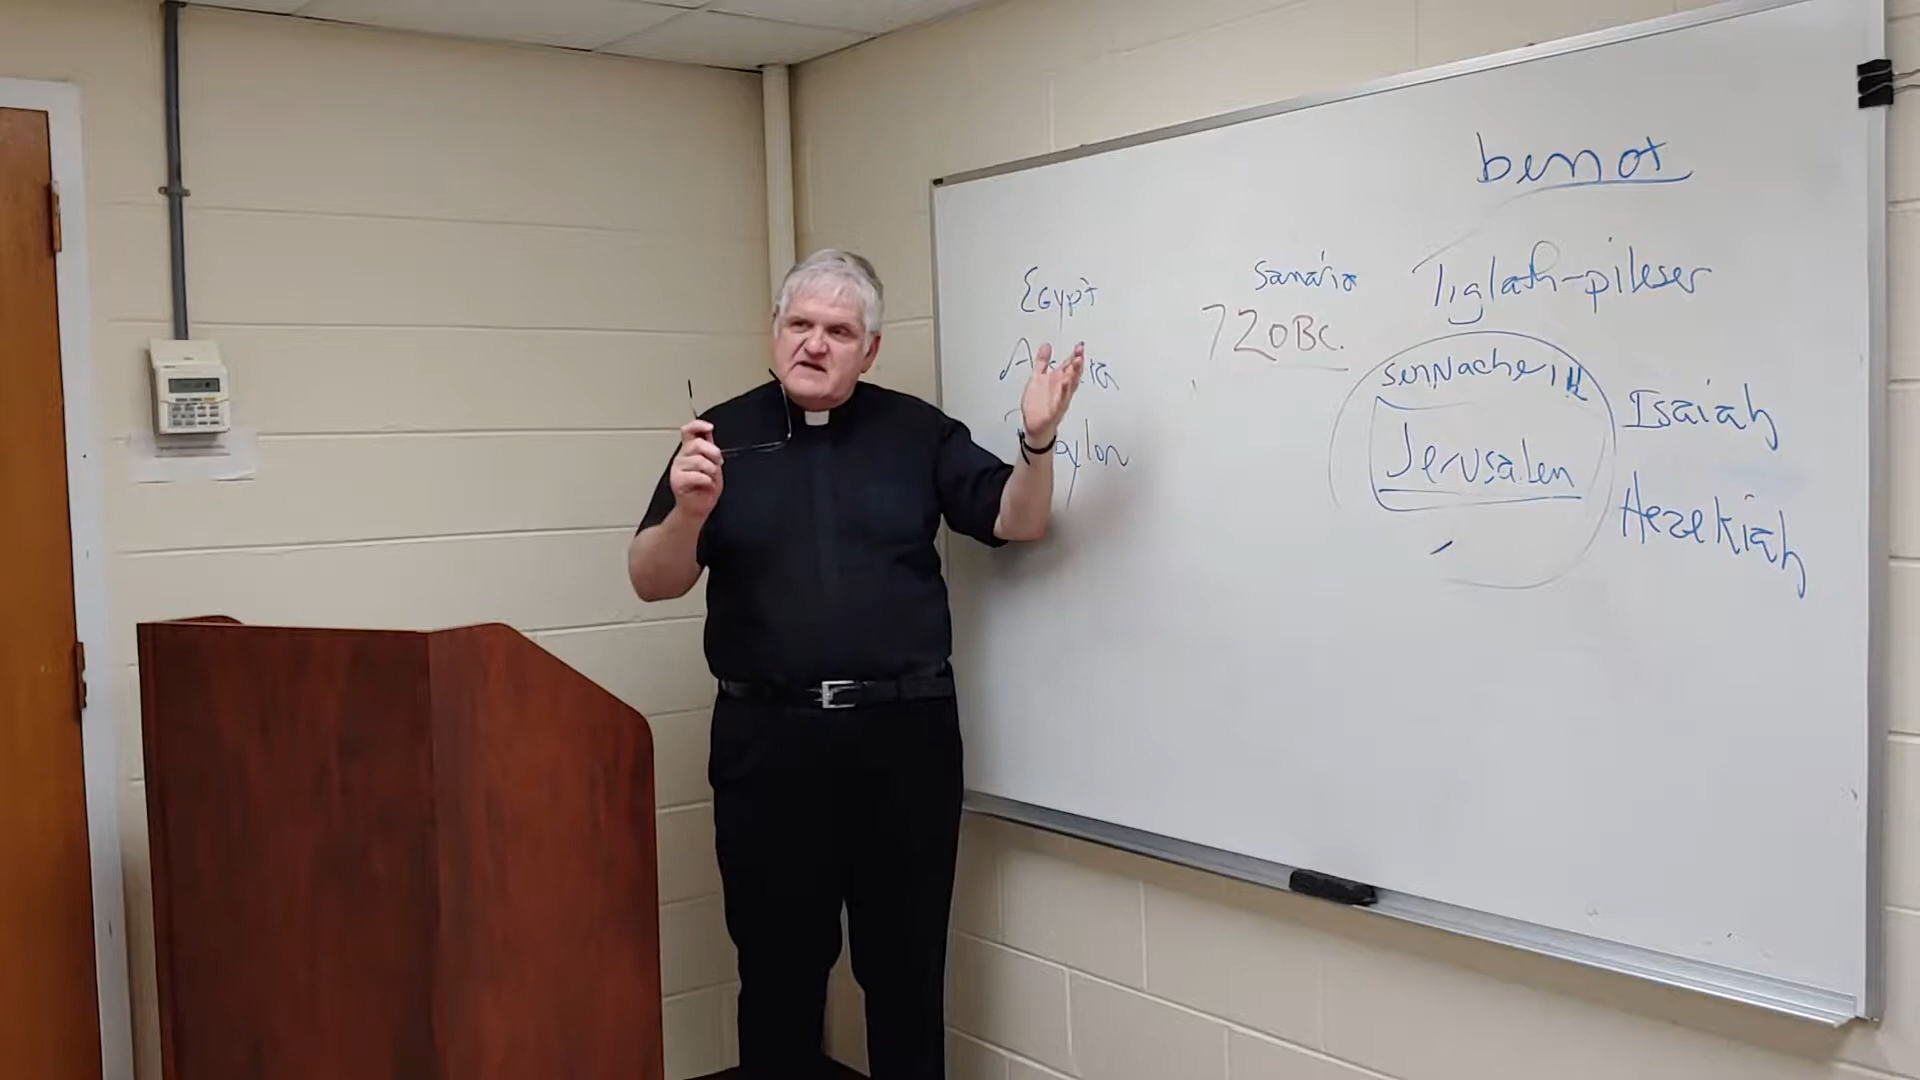 benot
Egypt
Samaria
Tiglath-pileser
720 BC.
Sennacherib
Isaiah
Jerusalem
Hezekiah